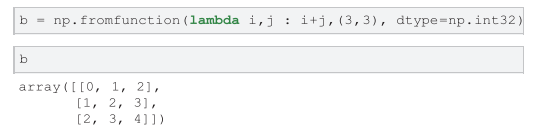 b = np.fromfunction(lambda i,j : i+j,(3,3), dtype=np.int32)
b
array([[0, 1, 2],
       [1, 2, 3],
       [2, 3, 4]])